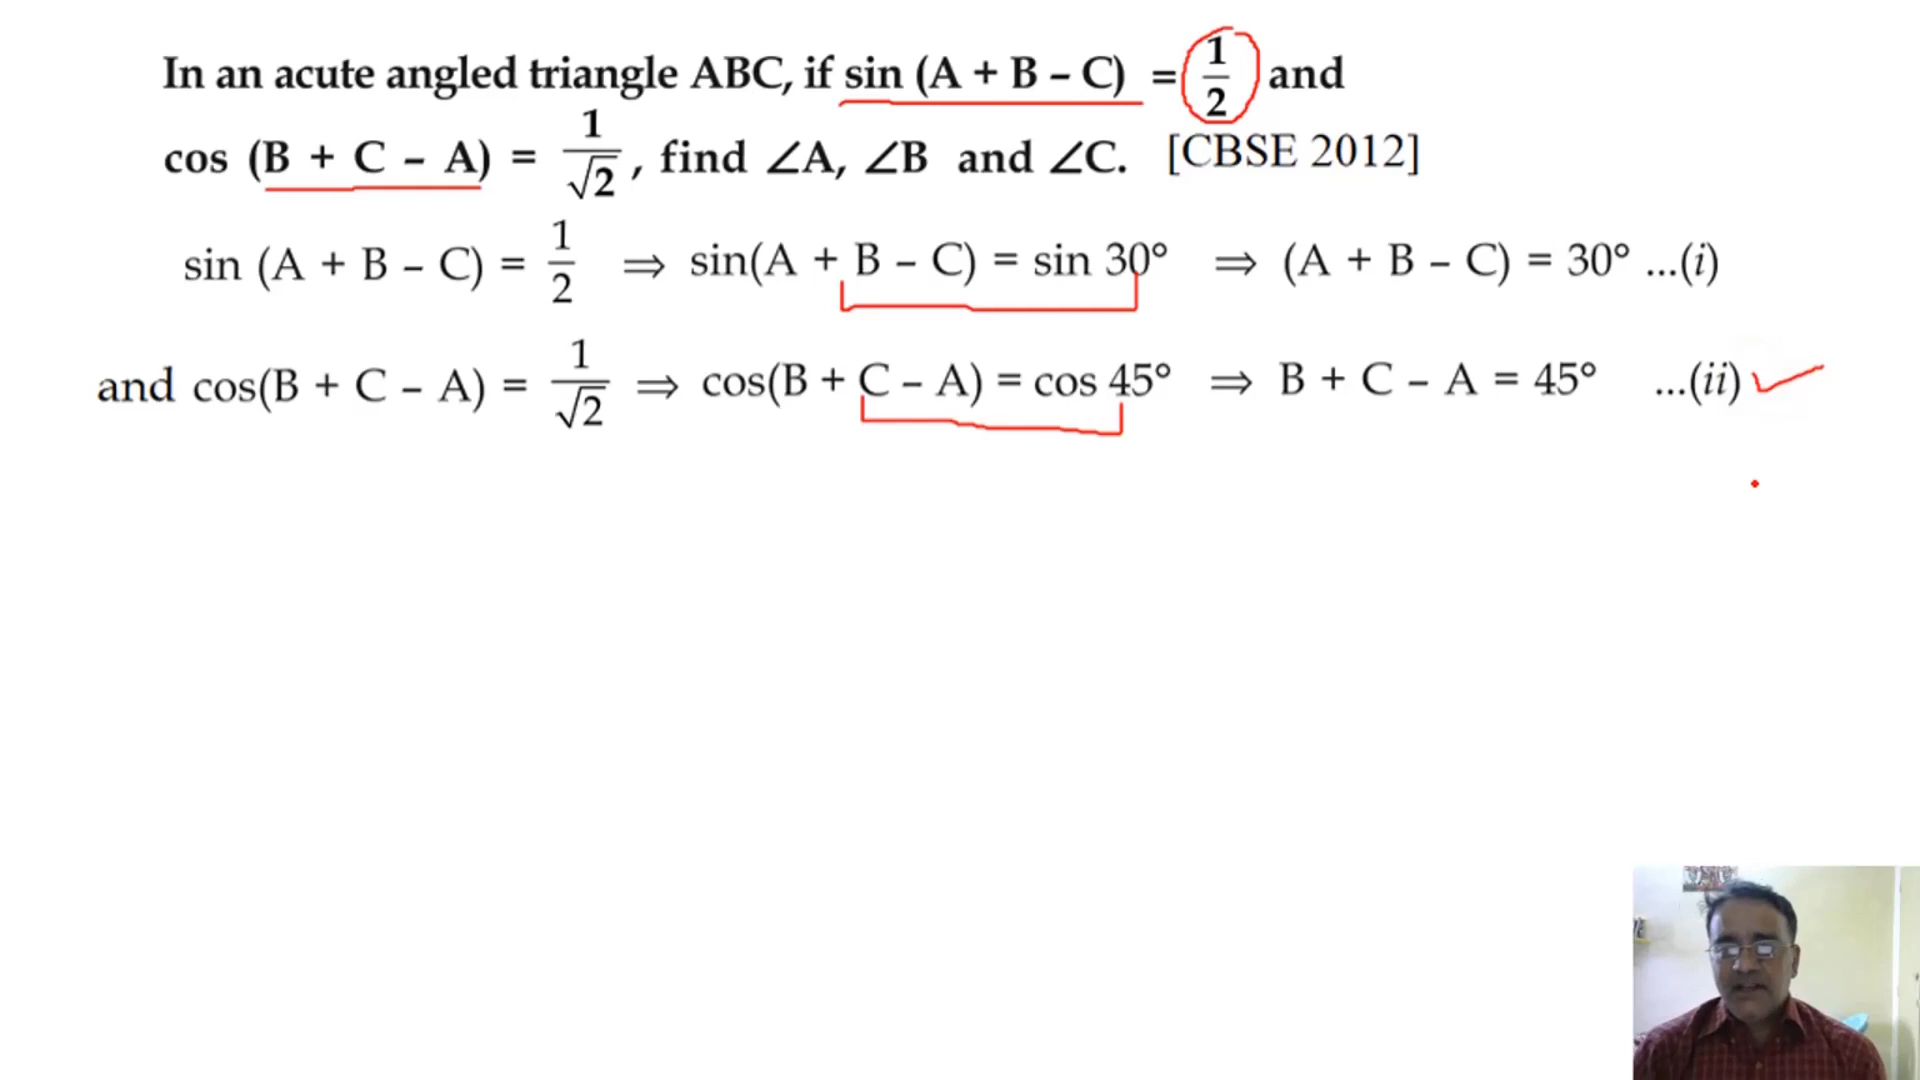 In an acute angled triangle ABC, if sin (A + B – C) = 1/2 and
cos (B + C – A) = 1/√2, find ∠A, ∠B and ∠C. [CBSE 2012]
sin (A + B – C) = 1/2 ⇒ sin(A + B – C) = sin 30° ⇒ (A + B – C) = 30° ...(i)
and cos(B + C – A) = 1/√2 ⇒ cos(B + C – A) = cos 45° ⇒ B + C – A = 45° ...(ii)